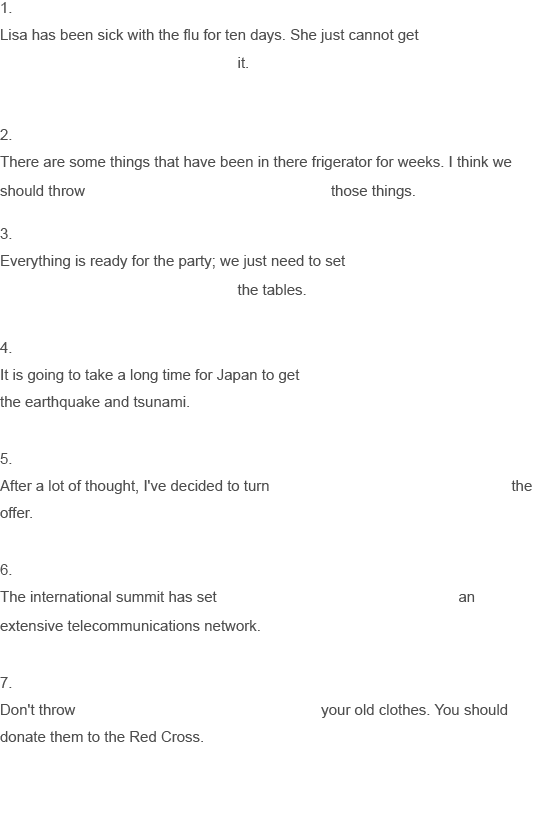 1.
Lisa has been sick with the flu for ten days. She just cannot get
it.
2.
There are some things that have been in there frigerator for weeks. I think we
should throw those things.
3.
Everything is ready for the party; we just need to set
the tables.
4.
It is going to take a long time for Japan to get
the earthquake and tsunami.
5.
After a lot of thought, I've decided to turn the
offer.
6.
The international summit has set an
extensive telecommunications network.
7.
Don't throw your old clothes. You should
donate them to the Red Cross.